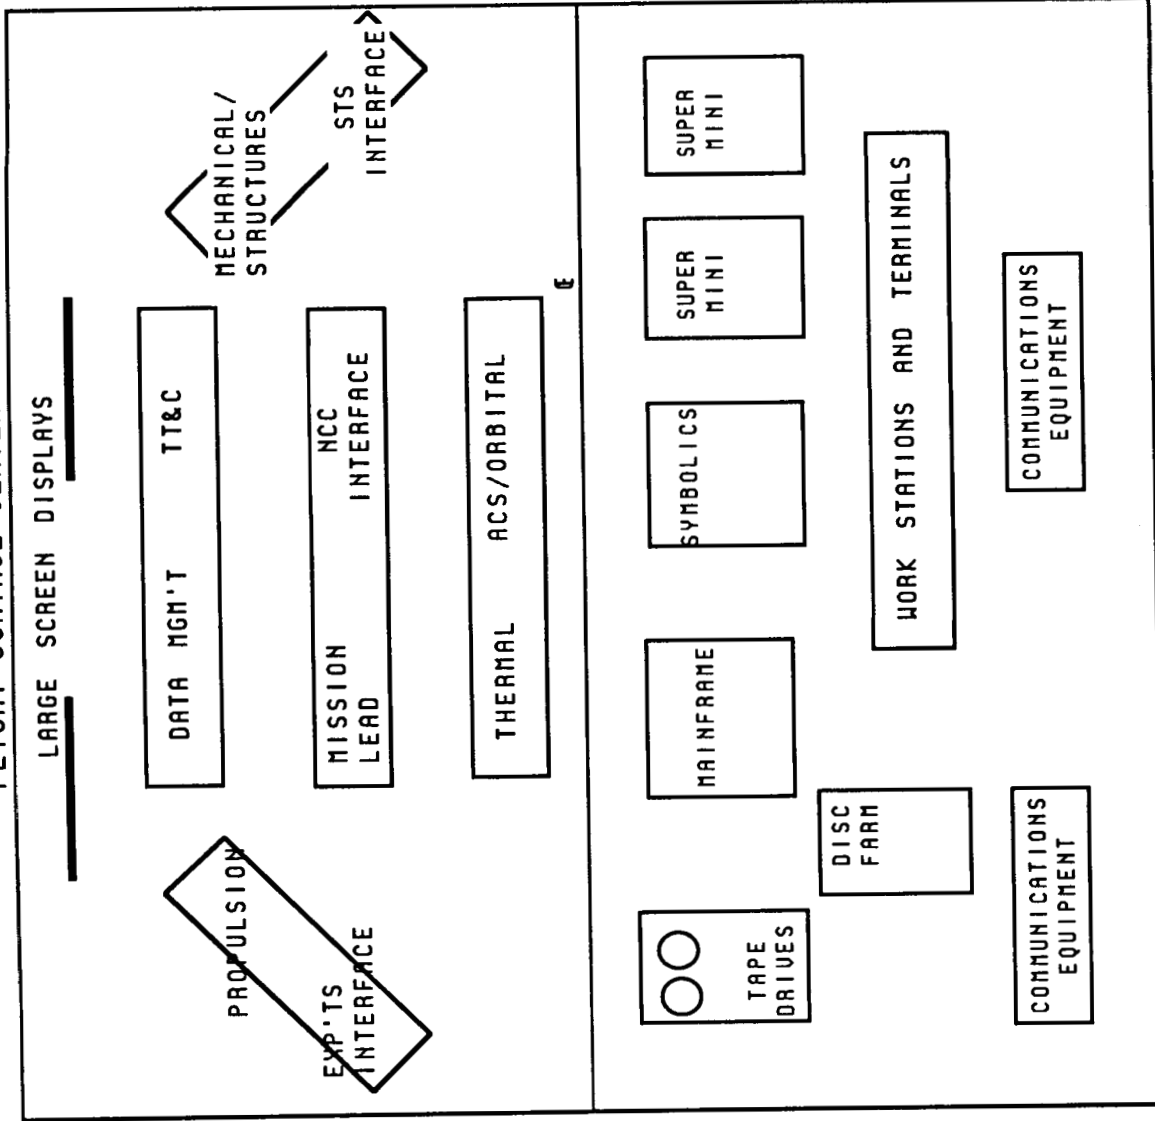 LARGE SCREEN DISPLAYS
DATA MGM'T TT&C
MECHANICAL/
STRUCTURES
PROPULSION
MISSION
LEAD
NCC
INTERFACE
STS
INTERFACE
EXP'TS
INTERFACE
THERMAL ACS/ORBITAL
TAPE
DRIVES
MAINFRAME
SYMBOLICS
SUPER
MINI
SUPER
MINI
DISC
FARM
WORK STATIONS AND TERMINALS
COMMUNICATIONS
EQUIPMENT
COMMUNICATIONS
EQUIPMENT